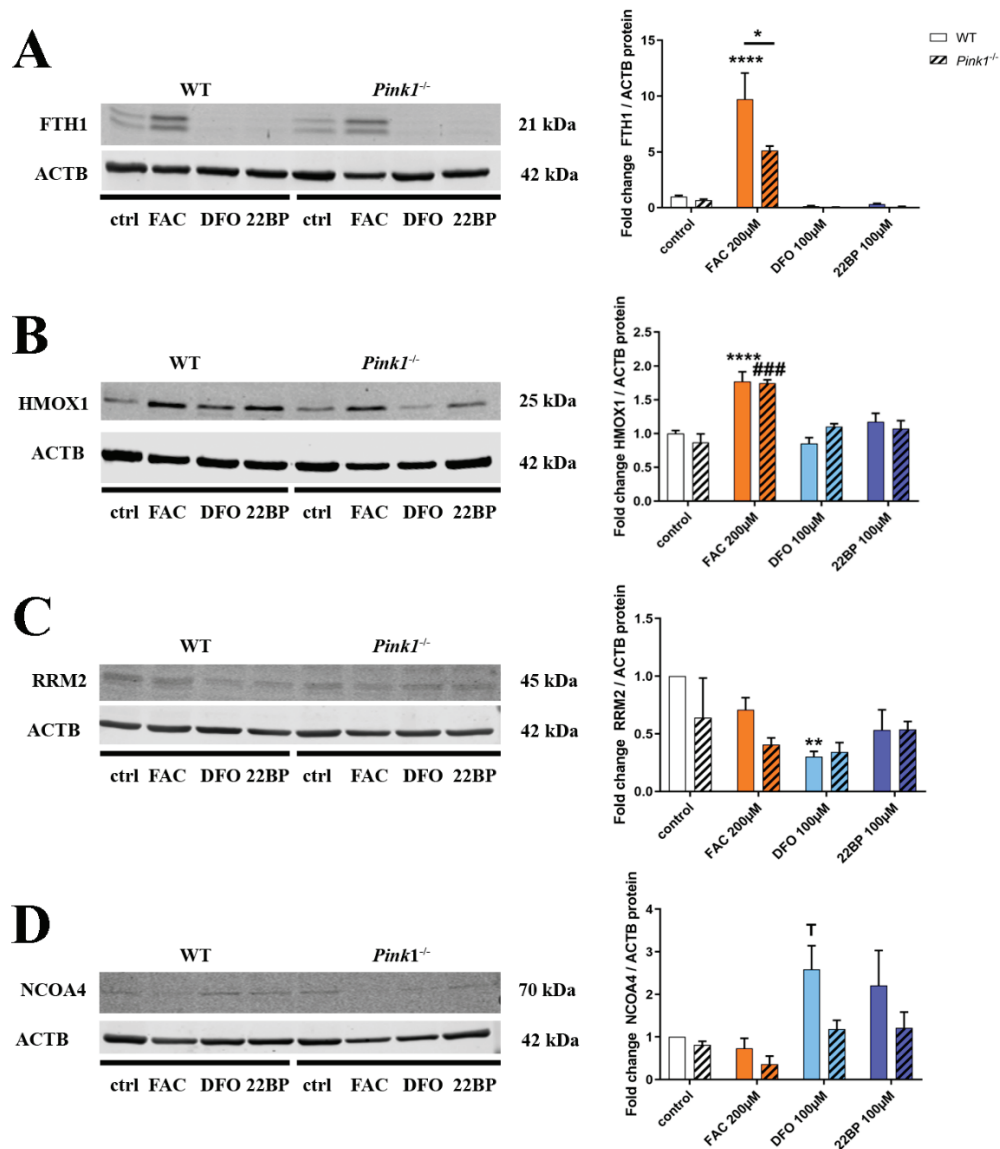 A
WT Pink1-/-
FTH1 21 kDa
ACTB 42 kDa
ctrl FAC DFO 22BP ctrl FAC DFO 22BP
Fold change FTH1 / ACTB protein
15
10
5
0
*
****
control FAC 200µM DFO 100µM 22BP 100µM
WT
Pink1-/-
B
WT Pink1-/-
HMOX1 25 kDa
ACTB 42 kDa
ctrl FAC DFO 22BP ctrl FAC DFO 22BP
Fold change HMOX1 / ACTB protein
2.0
1.5
1.0
0.5
0.0
**** ###
control FAC 200µM DFO 100µM 22BP 100µM
C
WT Pink1-/-
RRM2 45 kDa
ACTB 42 kDa
ctrl FAC DFO 22BP ctrl FAC DFO 22BP
Fold change RRM2 / ACTB protein
1.5
1.0
0.5
0.0
**
control FAC 200µM DFO 100µM 22BP 100µM
D
WT Pink1-/-
NCOA4 70 kDa
ACTB 42 kDa
ctrl FAC DFO 22BP ctrl FAC DFO 22BP
Fold change NCOA4 / ACTB protein
4
3
2
1
0
T
control FAC 200µM DFO 100µM 22BP 100µM